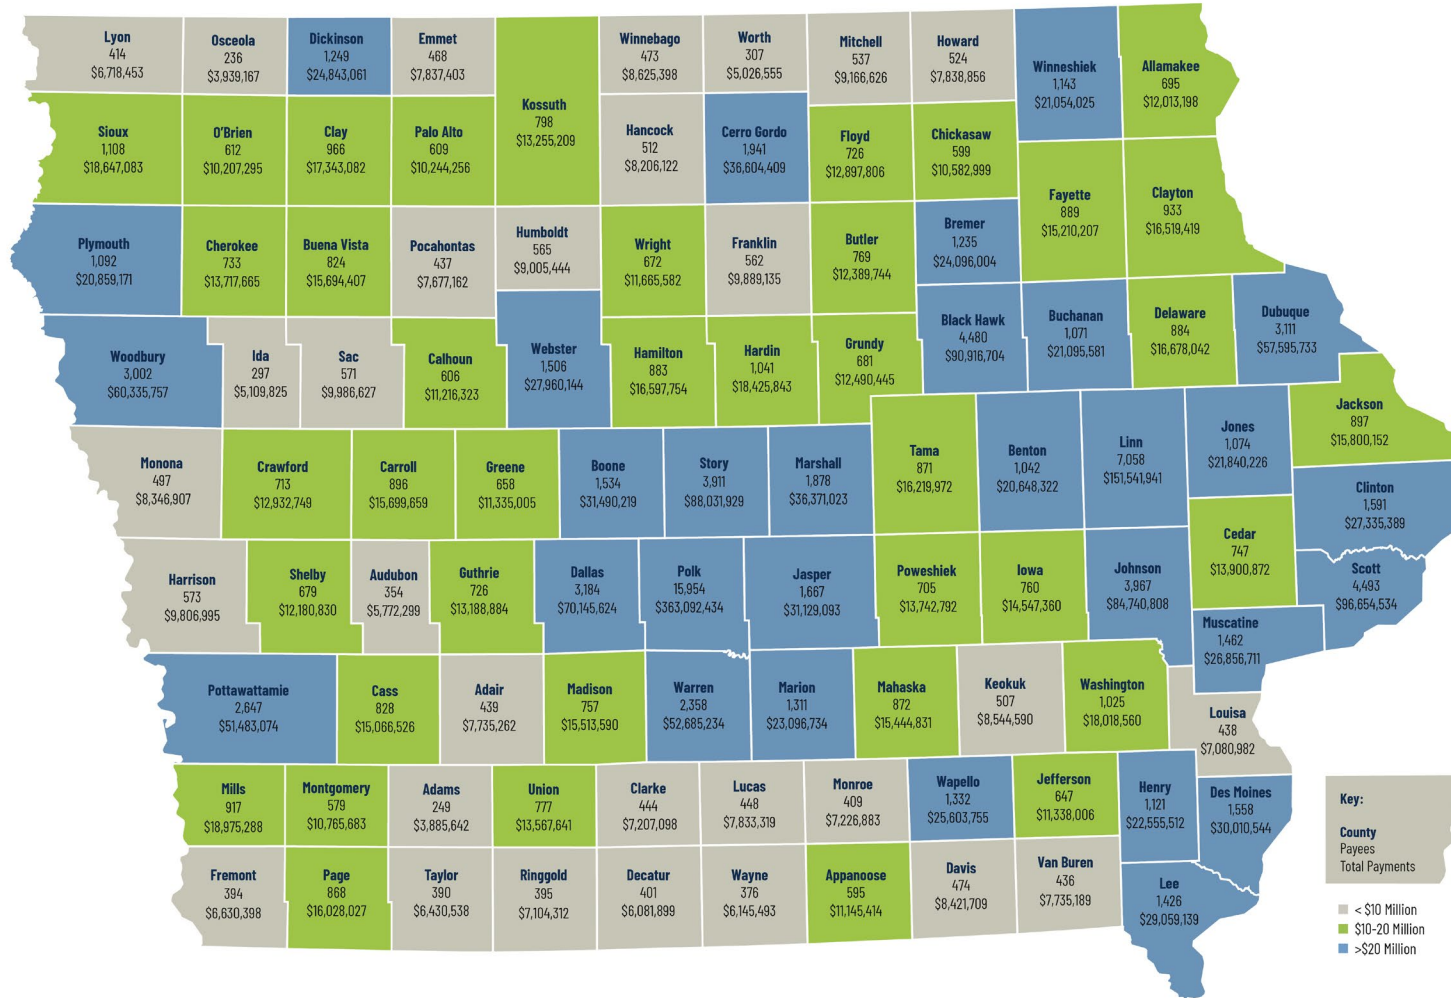 Lyon
414
$6,718,453
Osceola
236
$3,939,167
Dickinson
1,249
$24,843,061
Emmet
468
$7,837,403
Kossuth
798
$13,255,209
Winnebago
473
$8,625,398
Worth
307
$5,026,555
Mitchell
537
$9,166,626
Howard
524
$7,838,856
Winneshiek
1,143
$21,054,025
Allamakee
695
$12,013,198
Sioux
1,108
$18,647,083
O'Brien
612
$10,207,295
Clay
966
$17,343,082
Palo Alto
609
$10,244,256
Hancock
512
$8,206,122
Cerro Gordo
1,941
$36,604,409
Floyd
726
$12,897,806
Chickasaw
599
$10,582,999
Fayette
889
$15,210,207
Clayton
933
$16,519,419
Plymouth
1,092
$20,859,171
Cherokee
733
$13,717,665
Buena Vista
824
$15,694,407
Pocahontas
437
$7,677,162
Humboldt
565
$9,005,444
Wright
672
$11,665,582
Franklin
562
$9,889,135
Butler
769
$12,389,744
Bremer
1,235
$24,096,004
Woodbury
3,002
$60,335,757
Ida
297
$5,109,825
Sac
571
$9,986,627
Calhoun
606
$11,216,323
Webster
1,506
$27,960,144
Hamilton
883
$16,597,754
Hardin
1,041
$18,425,843
Grundy
681
$12,490,445
Black Hawk
4,480
$90,916,704
Buchanan
1,071
$21,095,581
Delaware
884
$16,678,042
Dubuque
3,111
$57,595,733
Monona
497
$8,346,907
Crawford
713
$12,932,749
Carroll
896
$15,699,659
Greene
658
$11,335,005
Boone
1,534
$31,490,219
Story
3,911
$88,031,929
Marshall
1,878
$36,371,023
Tama
871
$16,219,972
Benton
1,042
$20,648,322
Linn
7,058
$151,541,941
Jones
1,074
$21,840,226
Jackson
897
$15,800,152
Clinton
1,591
$27,335,389
Cedar
747
$13,900,872
Harrison
573
$9,806,995
Shelby
679
$12,180,830
Audubon
354
$5,772,299
Guthrie
726
$13,188,884
Dallas
3,184
$70,145,624
Polk
15,954
$363,092,434
Jasper
1,667
$31,129,093
Poweshiek
705
$13,742,792
Iowa
760
$14,547,360
Johnson
3,967
$84,740,808
Scott
4,493
$96,654,534
Muscatine
1,462
$26,856,711
Pottawattamie
2,647
$51,483,074
Cass
828
$15,066,526
Adair
439
$7,735,262
Madison
757
$15,513,590
Warren
2,358
$52,685,234
Marion
1,311
$23,096,734
Mahaska
872
$15,444,831
Keokuk
507
$8,544,590
Washington
1,025
$18,018,560
Louisa
438
$7,080,982
Mills
917
$18,975,288
Montgomery
579
$10,765,683
Adams
249
$3,885,642
Union
777
$13,567,641
Clarke
444
$7,207,098
Lucas
448
$7,833,319
Monroe
409
$7,226,883
Wapello
1,332
$25,603,755
Jefferson
647
$11,338,006
Henry
1,121
$22,555,512
Des Moines
1,558
$30,010,544
Fremont
394
$6,630,398
Page
868
$16,028,027
Taylor
390
$6,430,538
Ringgold
395
$7,104,312
Decatur
401
$6,081,899
Wayne
376
$6,145,493
Appanoose
595
$11,145,414
Davis
474
$8,421,709
Van Buren
436
$7,735,189
Lee
1,426
$29,059,139
Key:
County
Payees
Total Payments
< $10 Million
$10-20 Million
>$20 Million